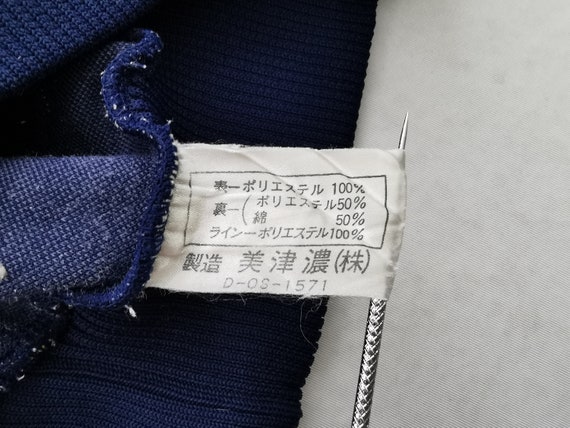 表ーポリエステル 100%
裏ー(ポリエステル50%
綿 50%
ラインーポリエステル100%
製造 美津濃(株)
D-OS-1571